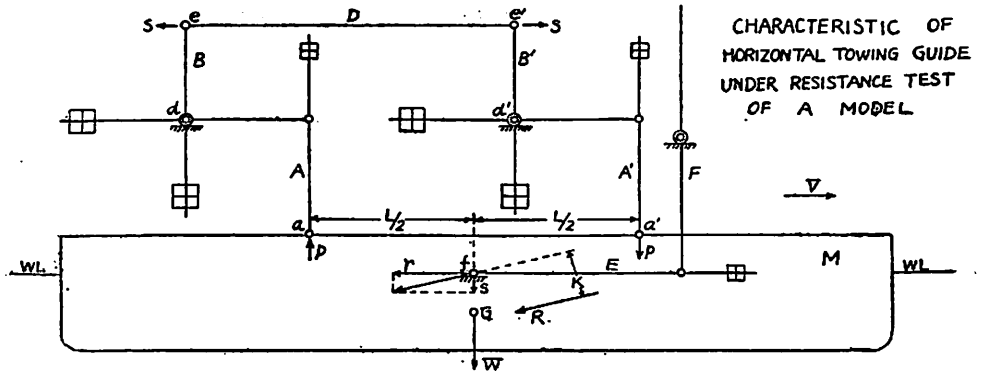 CHARACTERISTIC OF
HORIZONTAL TOWING GUIDE
UNDER RESISTANCE TEST
OF A MODEL
S e D e' S
B B'
d d'
A A' F
V
L/2 L/2
a a'
P P M
WL r f E WL
s K
R.
G
W